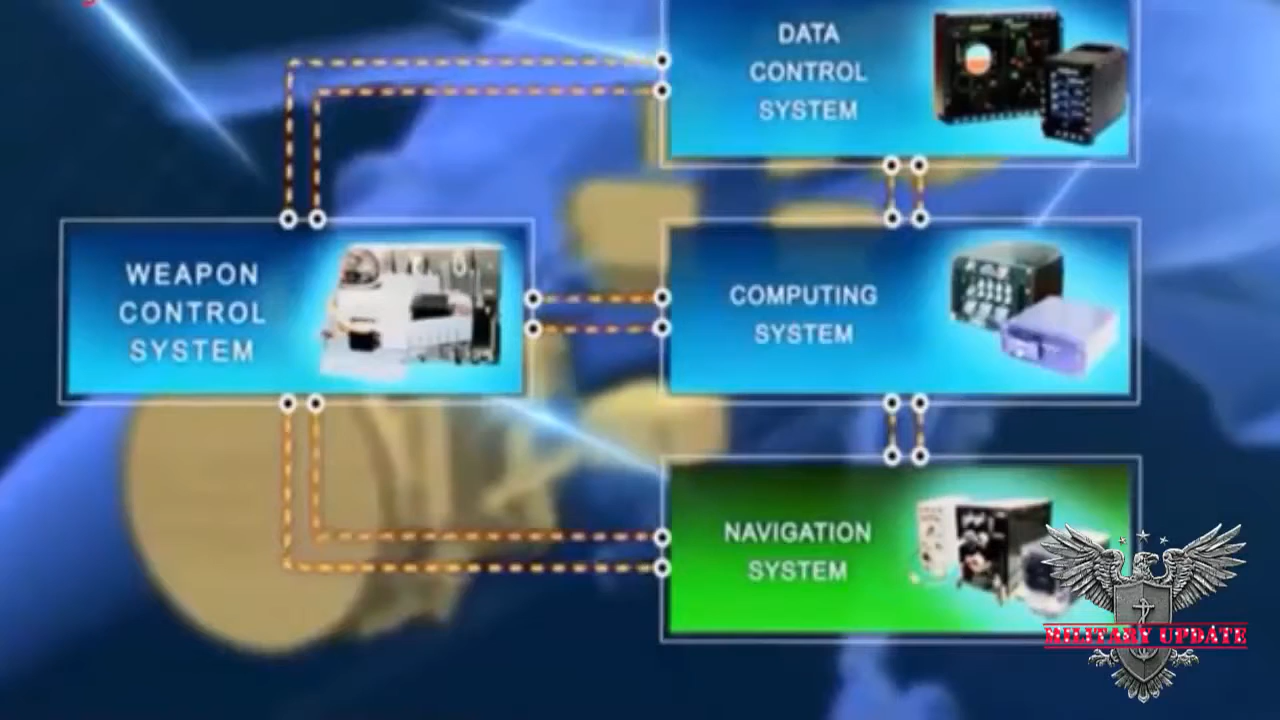 DATA
CONTROL
SYSTEM
WEAPON
CONTROL
SYSTEM
COMPUTING
SYSTEM
NAVIGATION
SYSTEM
MILITARY UPDATE